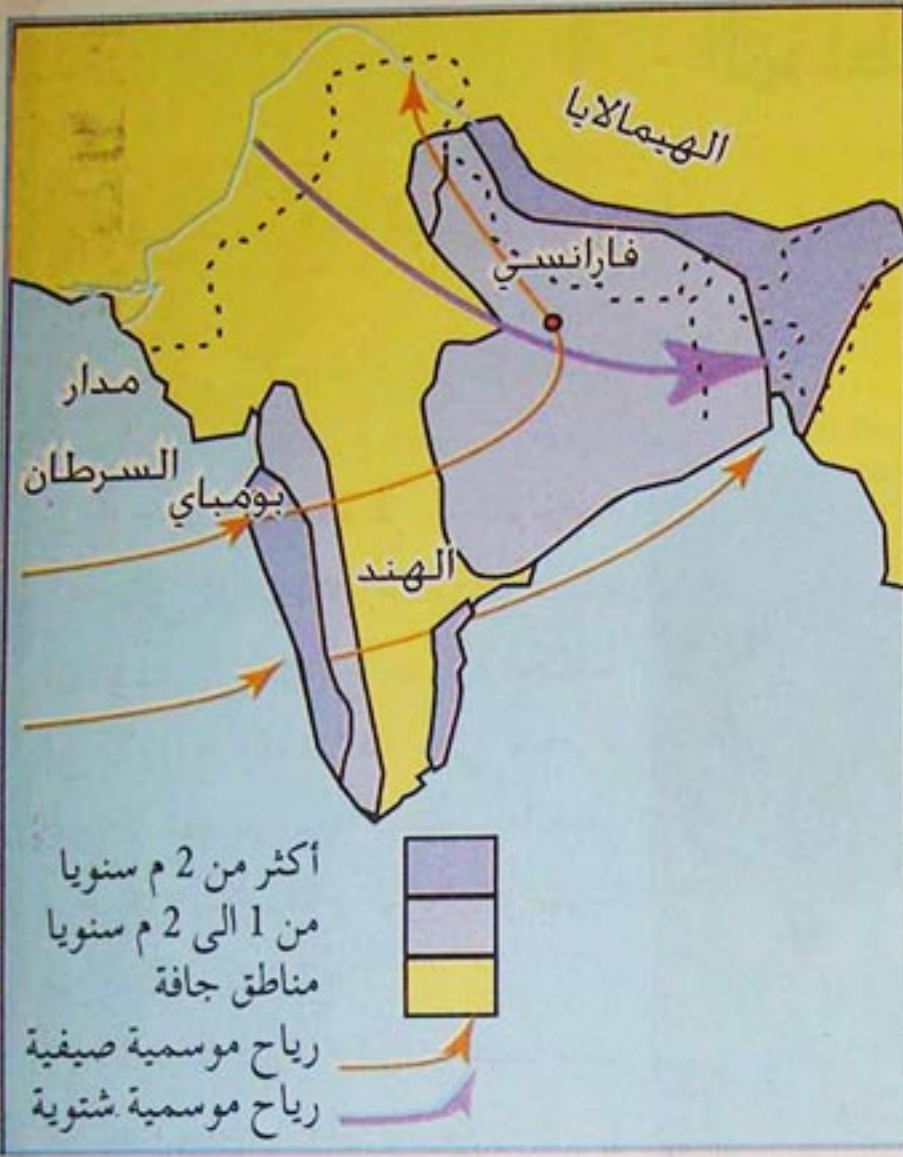 الهيمالايا
فارانسي
مدار
السرطان
بومباي
الهند
أكثر من 2 م سنويا
من 1 الى 2 م سنويا
مناطق جافة
رياح موسمية صيفية
رياح موسمية شتوية